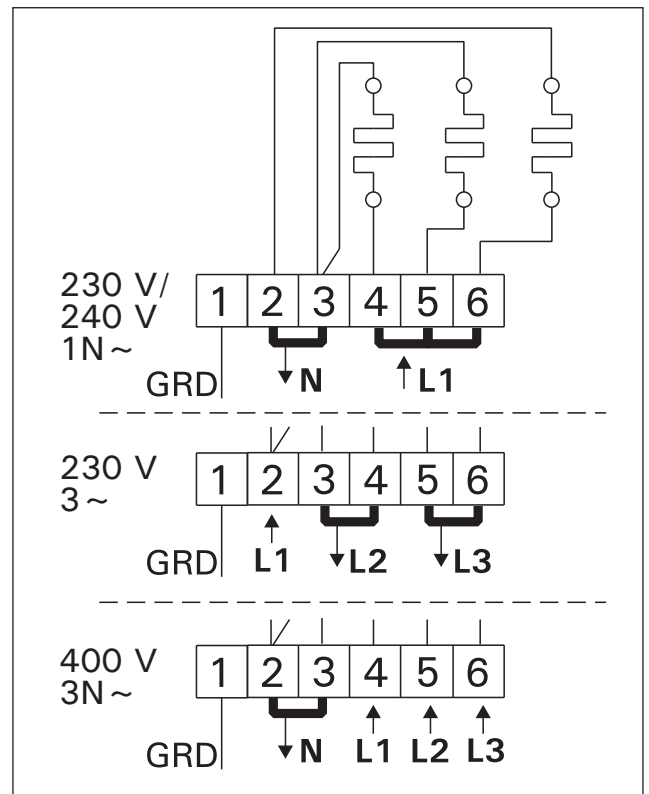 230 V/
240 V
1N~
1 2 3 4 5 6
GRD N L1
230 V
3~
1 2 3 4 5 6
GRD L1 L2 L3
400 V
3N~
1 2 3 4 5 6
GRD N L1 L2 L3